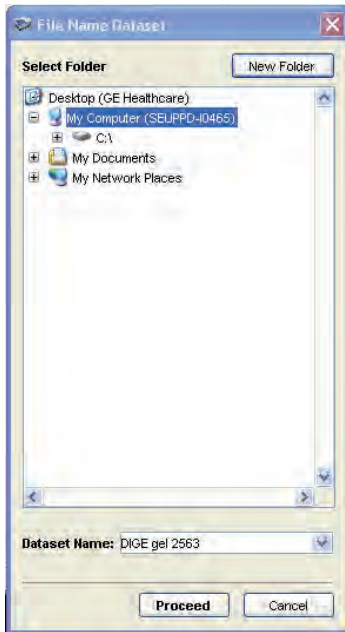 File Name Dataset
Select Folder
New Folder
Desktop (GE Healthcare)
My Computer (SEUPPD-I0465)
C:\
My Documents
My Network Places
Dataset Name: DIGE gel 2563
Proceed
Cancel